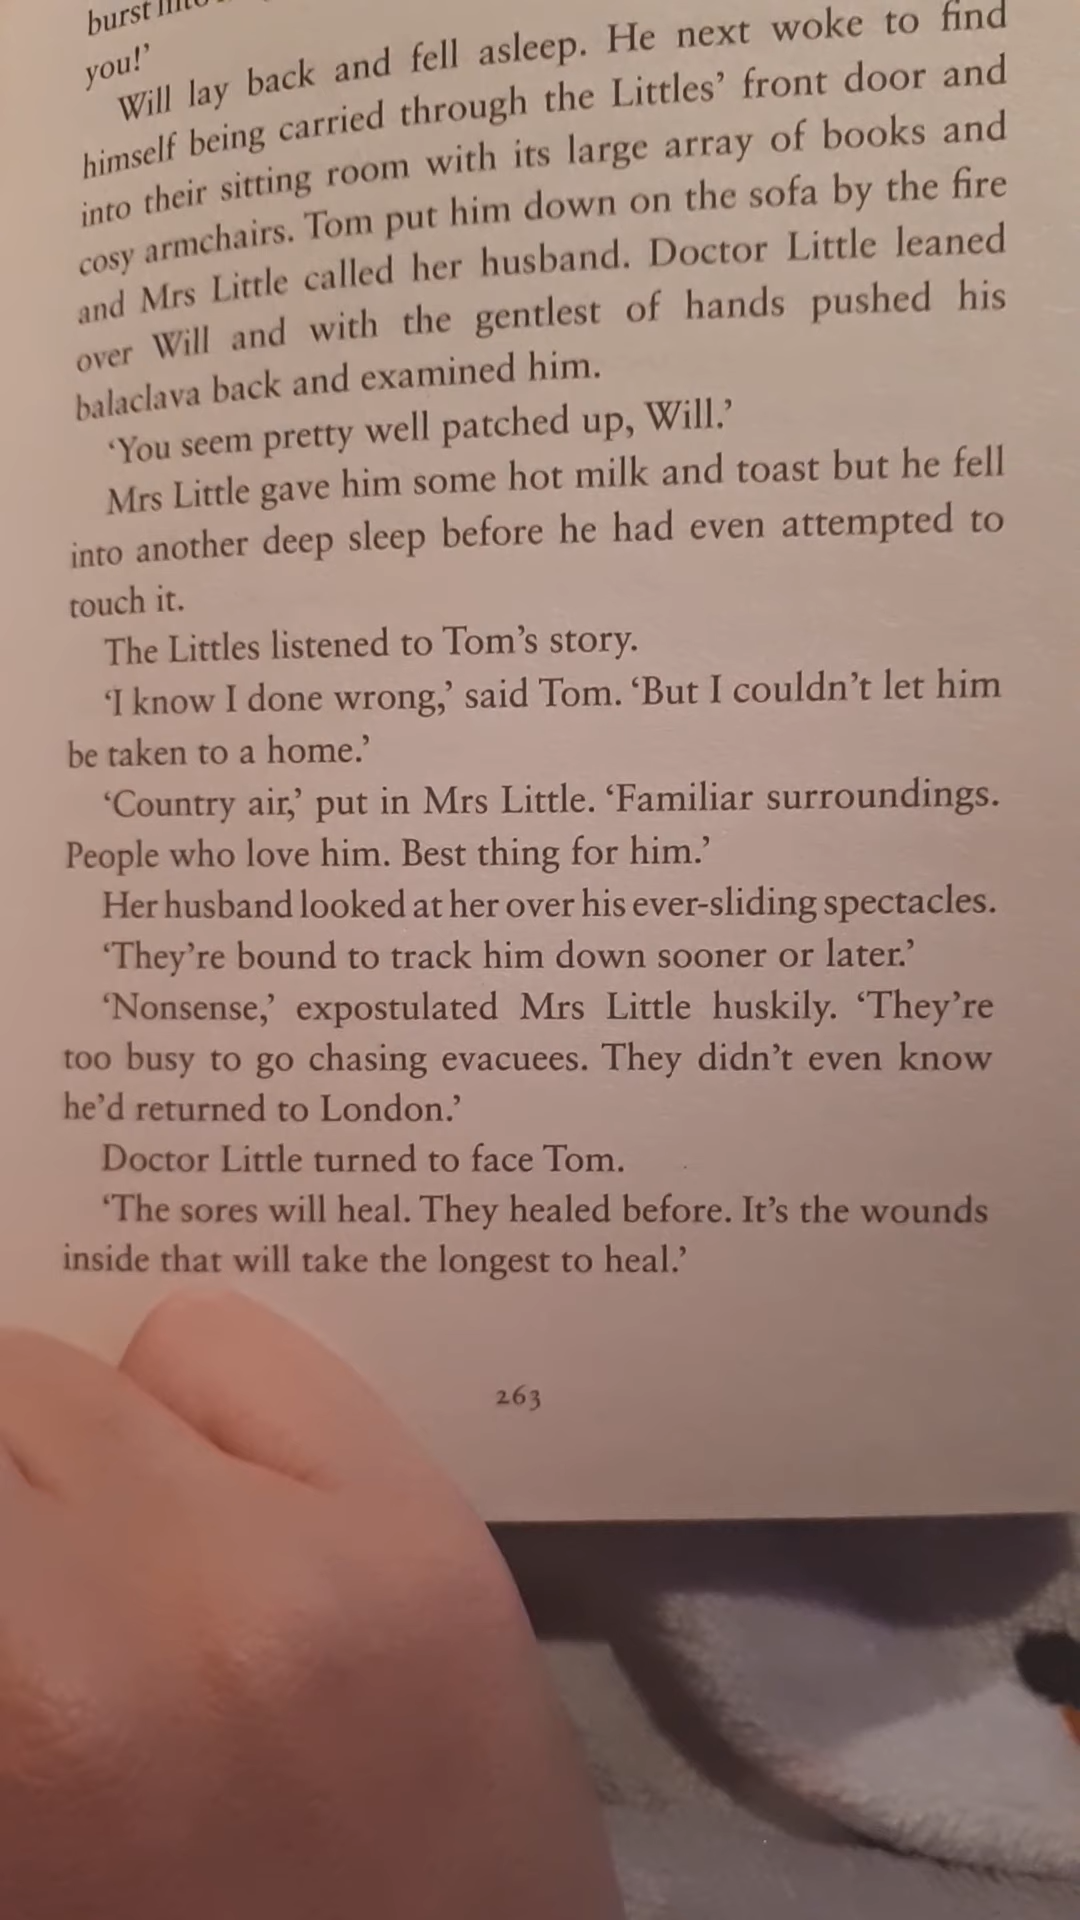 burst into
you!’
Will lay back and fell asleep. He next woke to find
himself being carried through the Littles’ front door and
into their sitting room with its large array of books and
cosy armchairs. Tom put him down on the sofa by the fire
and Mrs Little called her husband. Doctor Little leaned
over Will and with the gentlest of hands pushed his
balaclava back and examined him.
‘You seem pretty well patched up, Will.’
Mrs Little gave him some hot milk and toast but he fell
into another deep sleep before he had even attempted to
touch it.
The Littles listened to Tom’s story.
‘I know I done wrong,’ said Tom. ‘But I couldn’t let him
be taken to a home.’
‘Country air,’ put in Mrs Little. ‘Familiar surroundings.
People who love him. Best thing for him.’
Her husband looked at her over his ever-sliding spectacles.
‘They’re bound to track him down sooner or later.’
‘Nonsense,’ expostulated Mrs Little huskily. ‘They’re
too busy to go chasing evacuees. They didn’t even know
he’d returned to London.’
Doctor Little turned to face Tom.
‘The sores will heal. They healed before. It’s the wounds
inside that will take the longest to heal.’
263